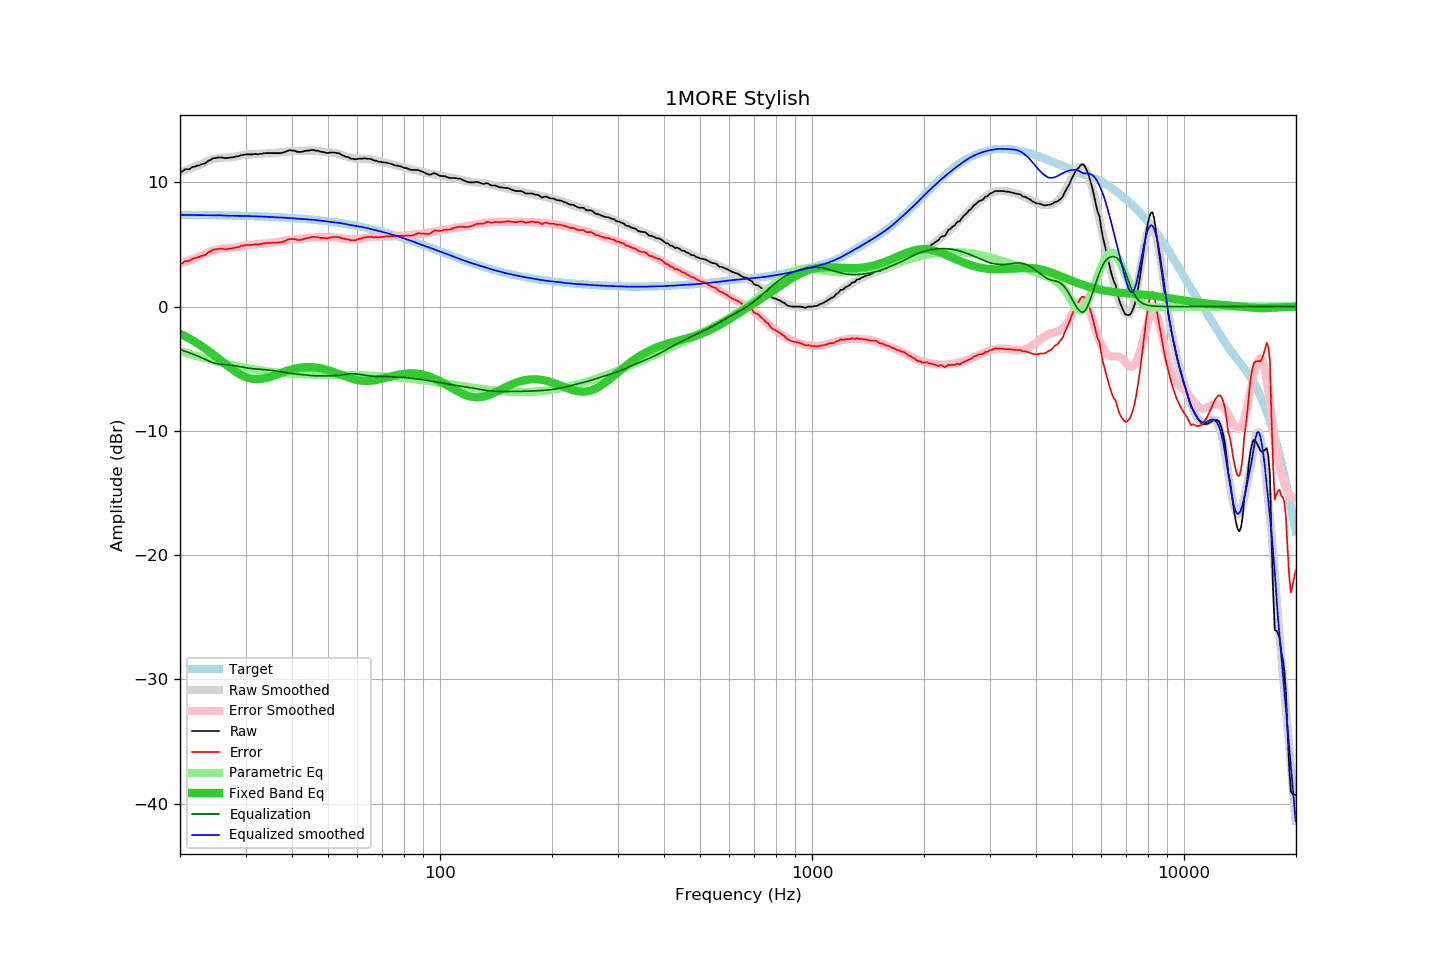 1MORE Stylish
Amplitude (dBr)
10
0
−10
−20
−30
−40
Target
Raw Smoothed
Error Smoothed
Raw
Error
Parametric Eq
Fixed Band Eq
Equalization
Equalized smoothed
100
1000
10000
Frequency (Hz)